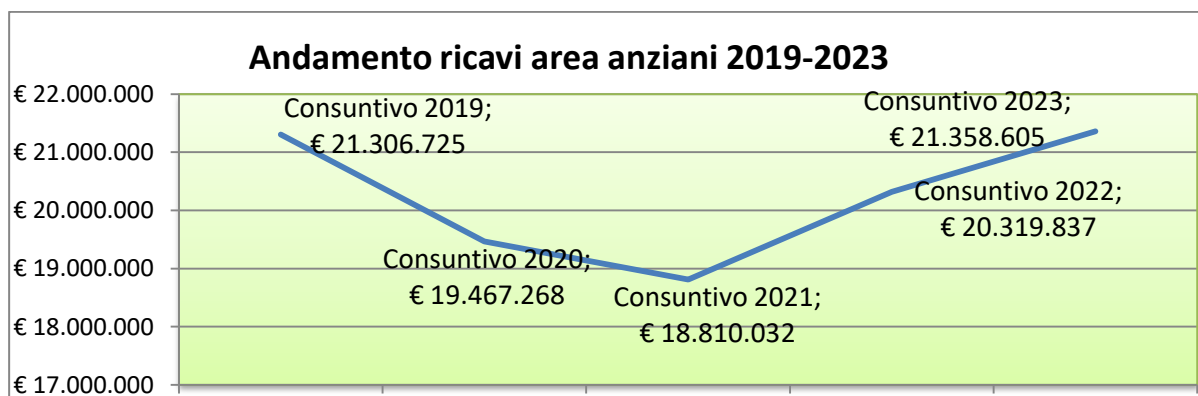 Andamento ricavi area anziani 2019-2023
€ 22.000.000
€ 21.000.000
€ 20.000.000
€ 19.000.000
€ 18.000.000
€ 17.000.000
Consuntivo 2019;
€ 21.306.725
Consuntivo 2020;
€ 19.467.268
Consuntivo 2021;
€ 18.810.032
Consuntivo 2022;
€ 20.319.837
Consuntivo 2023;
€ 21.358.605